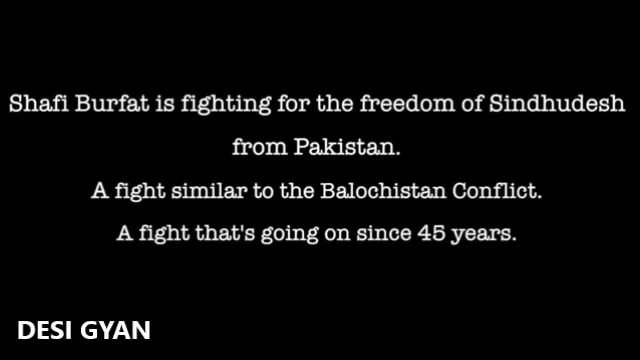 Shafi Burfat is fighting for the freedom of Sindhudesh
from Pakistan.
A fight similar to the Balochistan Conflict.
A fight that's going on since 45 years.
DESI GYAN